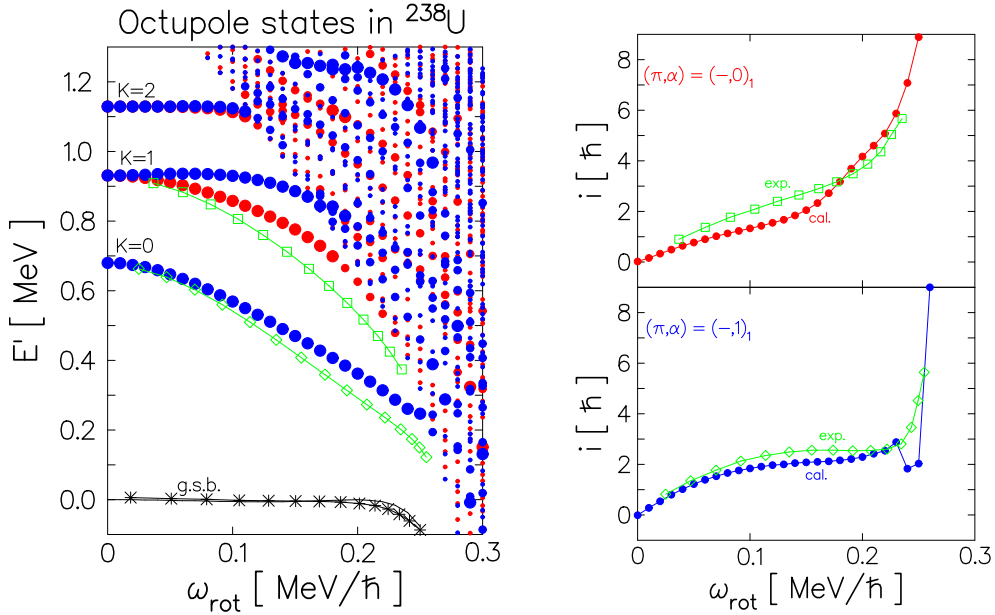 Octupole states in ²³⁸U
E' [ MeV ]
1.2
1.0
0.8
0.6
0.4
0.2
0.0
K=2
K=1
K=0
g.s.b.
0
0.1
0.2
0.3
ω_rot [ MeV/ħ ]
i [ ħ ]
8
6
4
2
0
(π,α) = (-,0)₁
exp.
cal.
i [ ħ ]
8
6
4
2
0
(π,α) = (-,1)₁
exp.
cal.
0
0.1
0.2
0.3
ω_rot [ MeV/ħ ]